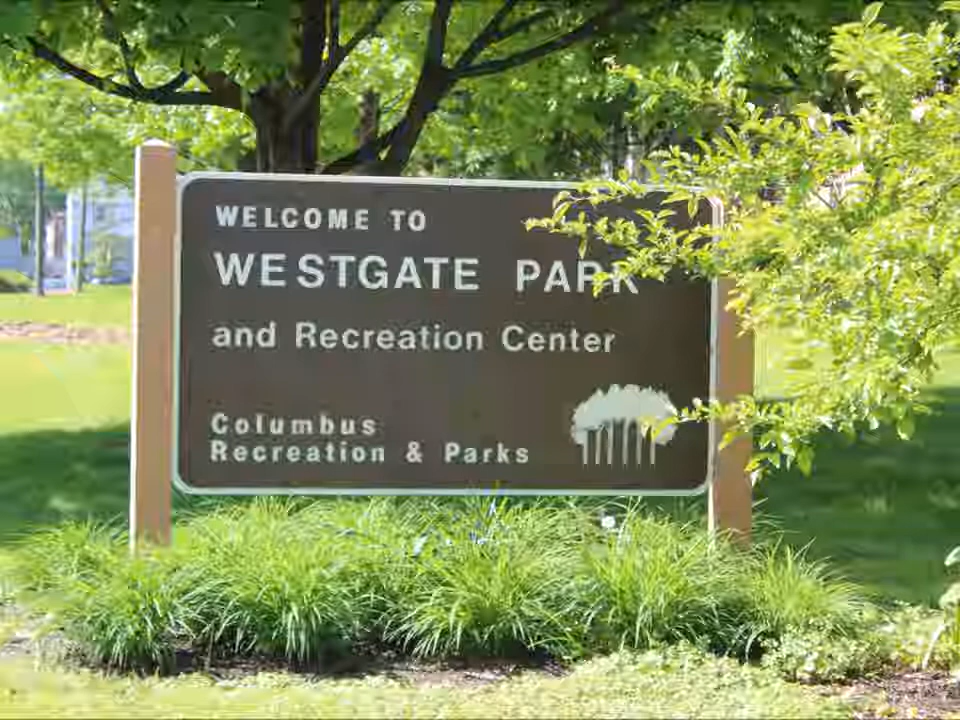 WELCOME TO
WESTGATE PARK
and Recreation Center
Columbus
Recreation & Parks